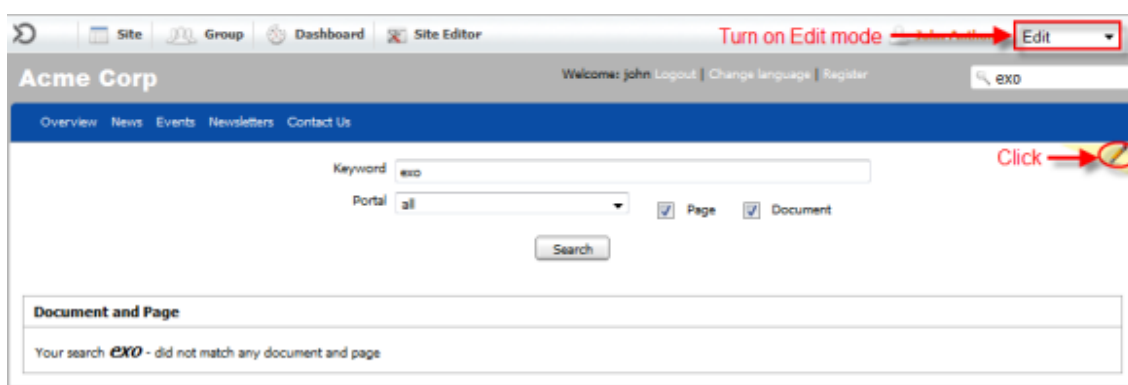 Site Group Dashboard Site Editor Turn on Edit mode Edit
Acme Corp Welcome: john Logout | Change language | Register exo
Overview News Events Newsletters Contact Us
Click
Keyword exo
Portal all Page Document
Search
Document and Page
Your search exo - did not match any document and page